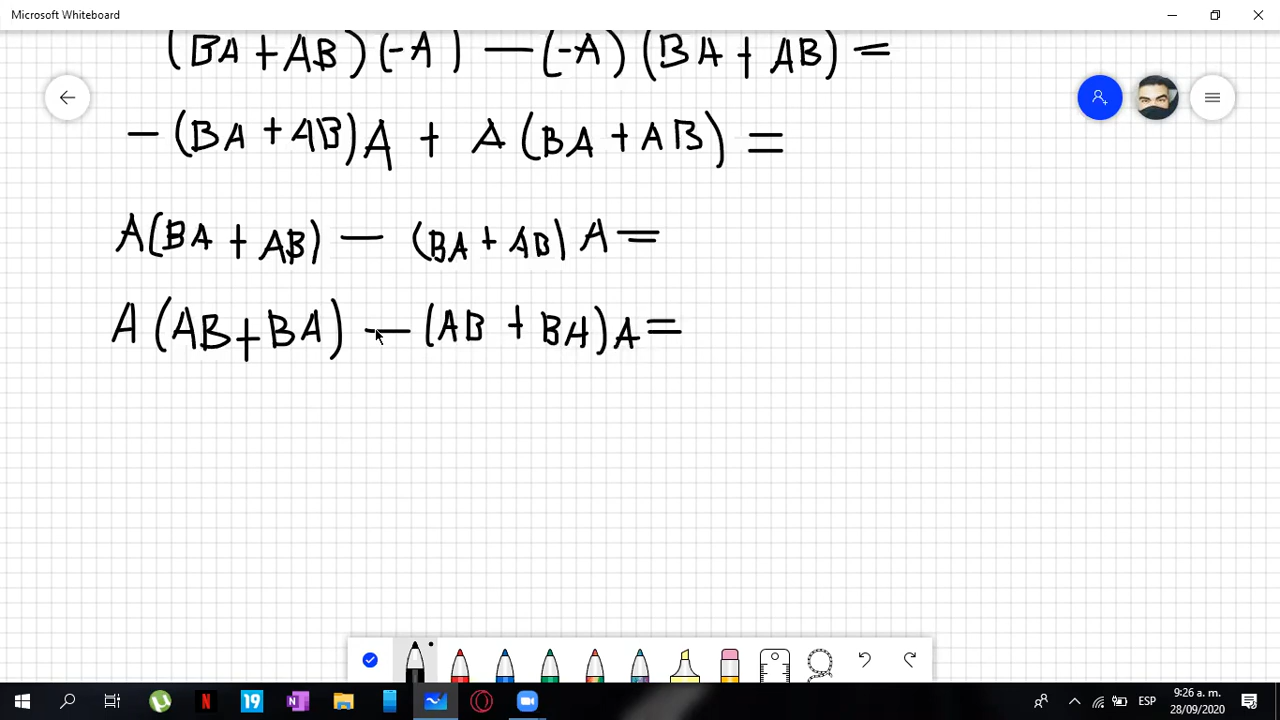 Microsoft Whiteboard
(BA + AB) (-A) — (-A) (BA + AB) =
— (BA + AB) A + A (BA + AB) =
A(BA + AB) — (BA + AB) A =
A (AB + BA) — (AB + BA) A =
19
N
ESP
9:26 a. m.
28/09/2020